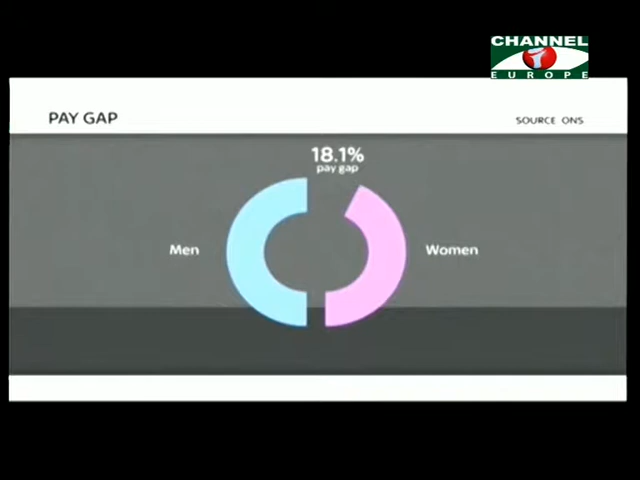 CHANNEL
i
EUROPE
PAY GAP
SOURCE ONS
18.1%
pay gap
Men
Women